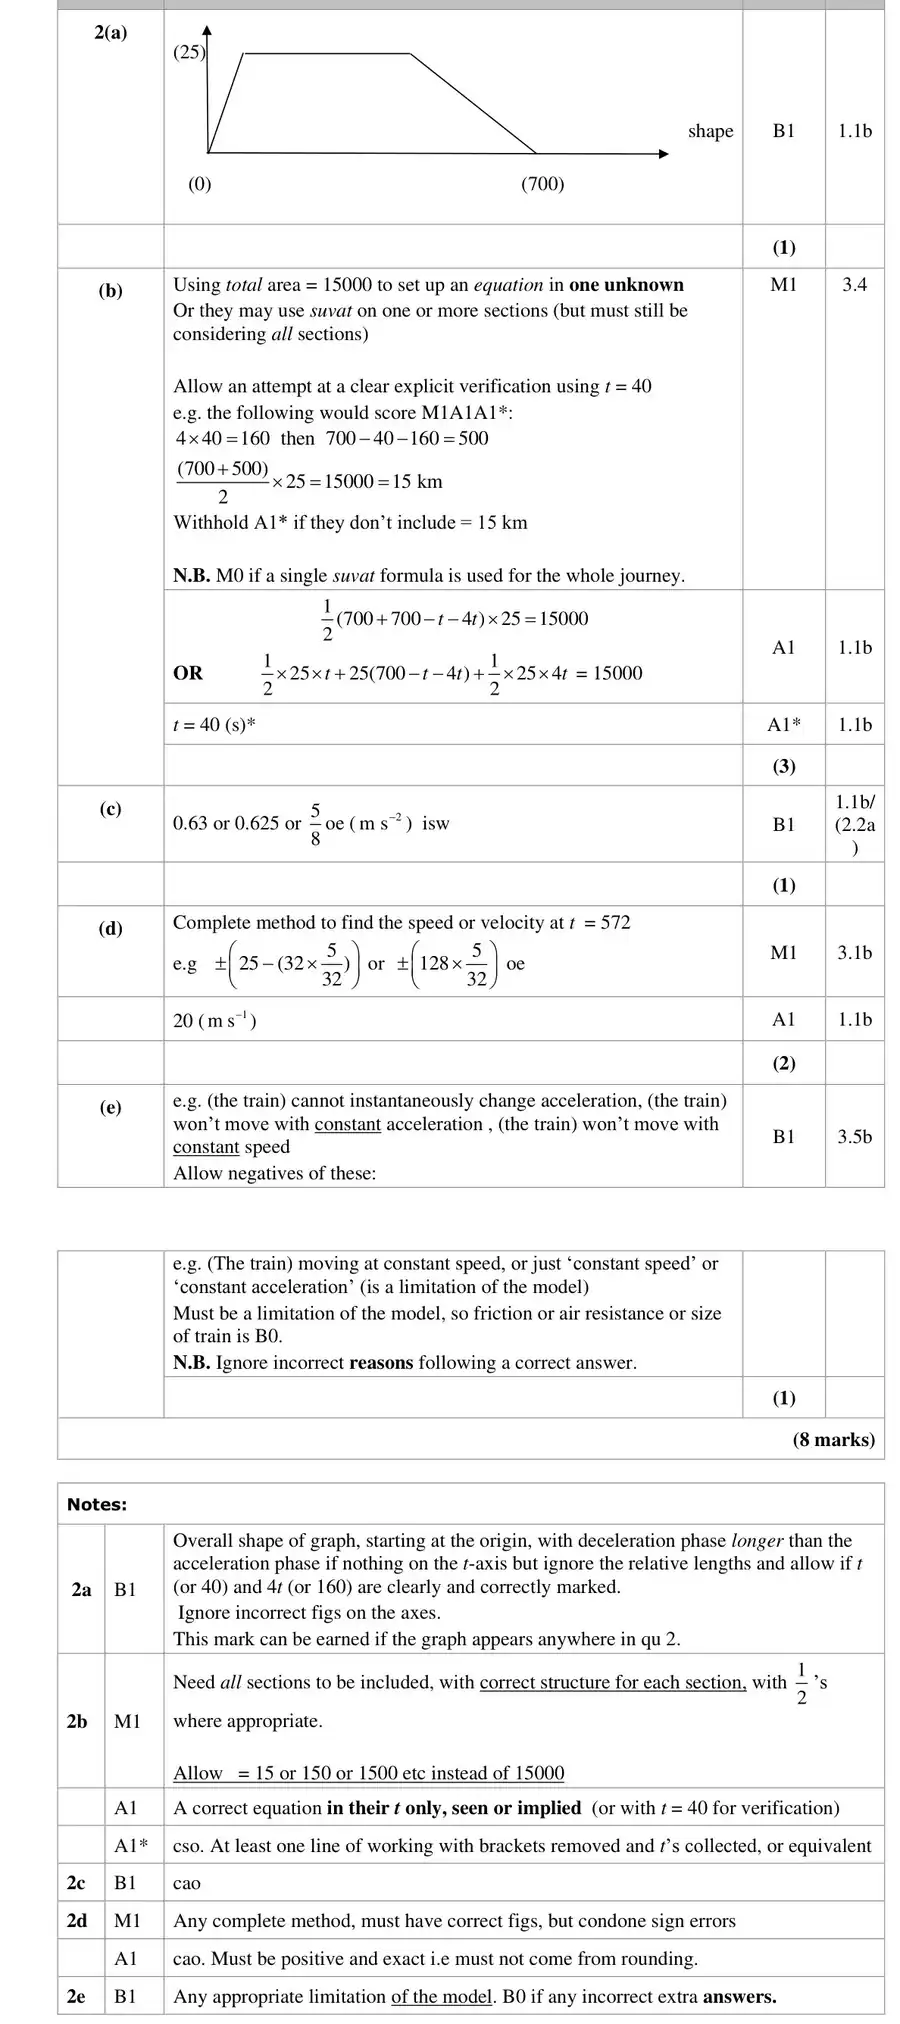 2(a)
(25)
shape B1 1.1b
(0) (700)
(1)
(b) Using total area = 15000 to set up an equation in one unknown M1 3.4
Or they may use suvat on one or more sections (but must still be
considering all sections)
Allow an attempt at a clear explicit verification using t = 40
e.g. the following would score M1A1A1*:
4 × 40 = 160 then 700 − 40 − 160 = 500
(700 + 500)/2 × 25 = 15000 = 15 km
Withhold A1* if they don’t include = 15 km
N.B. M0 if a single suvat formula is used for the whole journey.
1/2 (700 + 700 − t − 4t) × 25 = 15000
A1 1.1b
OR 1/2 × 25 × t + 25(700 − t − 4t) + 1/2 × 25 × 4t = 15000
t = 40 (s)* A1* 1.1b
(3)
(c) 0.63 or 0.625 or 5/8 oe ( m s⁻² ) isw B1 1.1b/
(2.2a
)
(1)
(d) Complete method to find the speed or velocity at t = 572
e.g ±(25 − (32 × 5/32)) or ±(128 × 5/32) oe M1 3.1b
20 ( m s⁻¹ ) A1 1.1b
(2)
(e) e.g. (the train) cannot instantaneously change acceleration, (the train)
won’t move with constant acceleration , (the train) won’t move with
constant speed B1 3.5b
Allow negatives of these:
e.g. (The train) moving at constant speed, or just ‘constant speed’ or
‘constant acceleration’ (is a limitation of the model)
Must be a limitation of the model, so friction or air resistance or size
of train is B0.
N.B. Ignore incorrect reasons following a correct answer.
(1)
(8 marks)
Notes:
2a B1 Overall shape of graph, starting at the origin, with deceleration phase longer than the
acceleration phase if nothing on the t-axis but ignore the relative lengths and allow if t
(or 40) and 4t (or 160) are clearly and correctly marked.
Ignore incorrect figs on the axes.
This mark can be earned if the graph appears anywhere in qu 2.
2b M1 Need all sections to be included, with correct structure for each section, with 1/2 ’s
where appropriate.
Allow = 15 or 150 or 1500 etc instead of 15000
A1 A correct equation in their t only, seen or implied (or with t = 40 for verification)
A1* cso. At least one line of working with brackets removed and t’s collected, or equivalent
2c B1 cao
2d M1 Any complete method, must have correct figs, but condone sign errors
A1 cao. Must be positive and exact i.e must not come from rounding.
2e B1 Any appropriate limitation of the model. B0 if any incorrect extra answers.